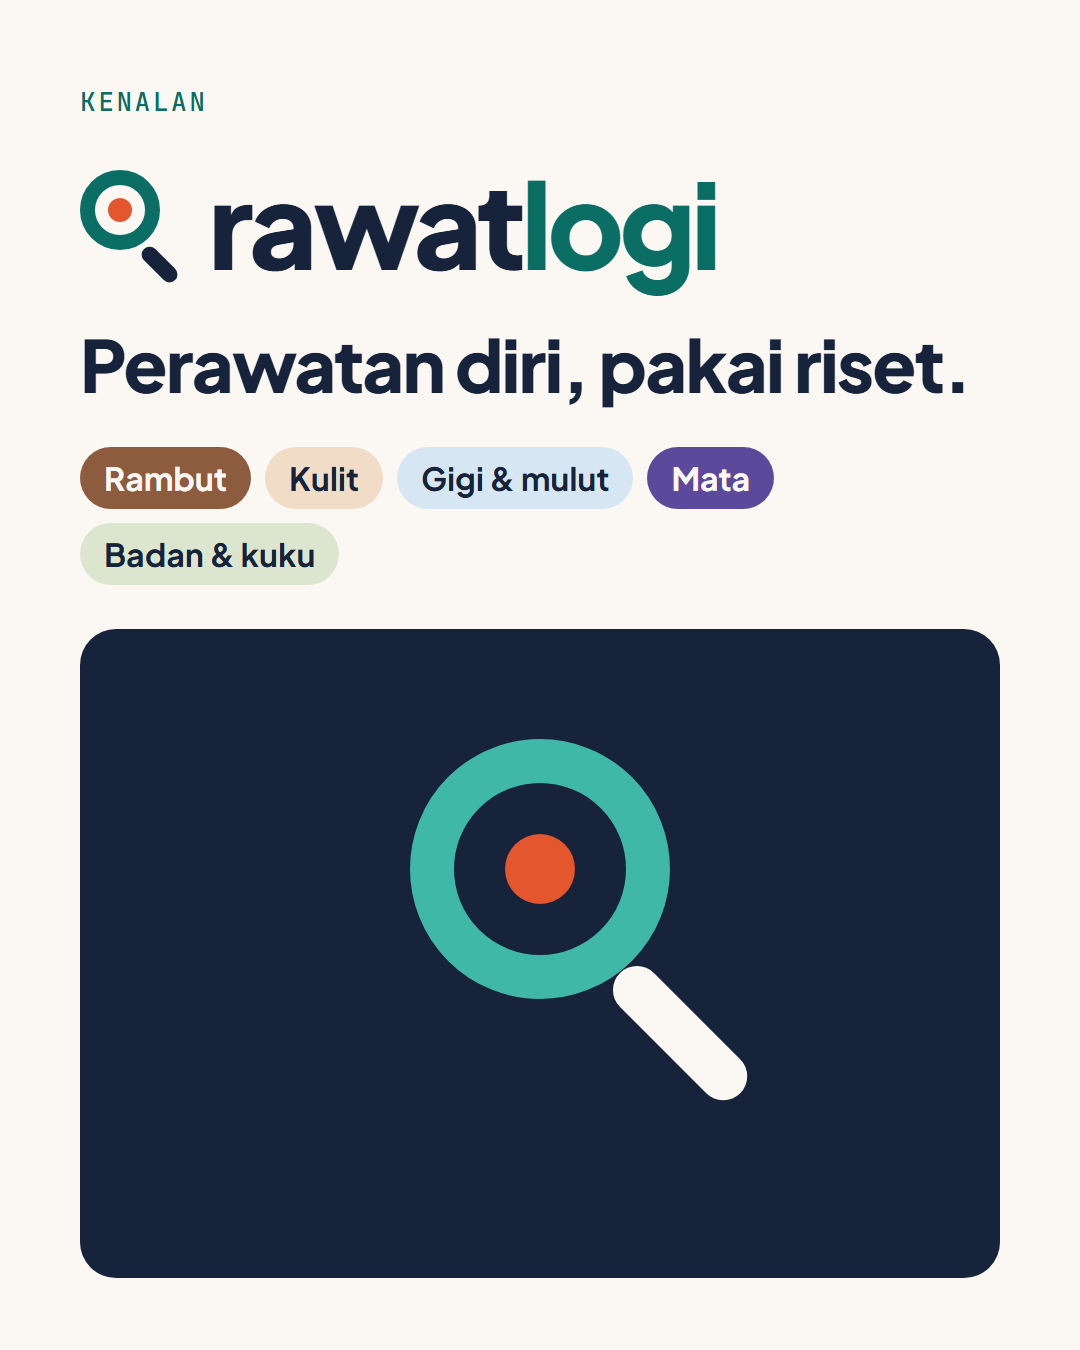 KENALAN
rawatlogi
Perawatan diri, pakai riset.
Rambut Kulit Gigi & mulut Mata
Badan & kuku